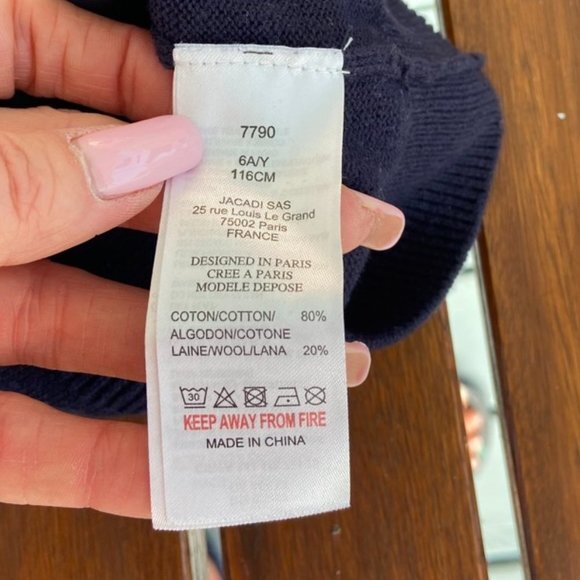 7790
6A/Y
116CM
JACADI SAS
25 rue Louis Le Grand
75002 Paris
FRANCE
DESIGNED IN PARIS
CREE A PARIS
MODELE DEPOSE
COTON/COTTON/ 80%
ALGODON/COTONE
LAINE/WOOL/LANA 20%
30
KEEP AWAY FROM FIRE
MADE IN CHINA